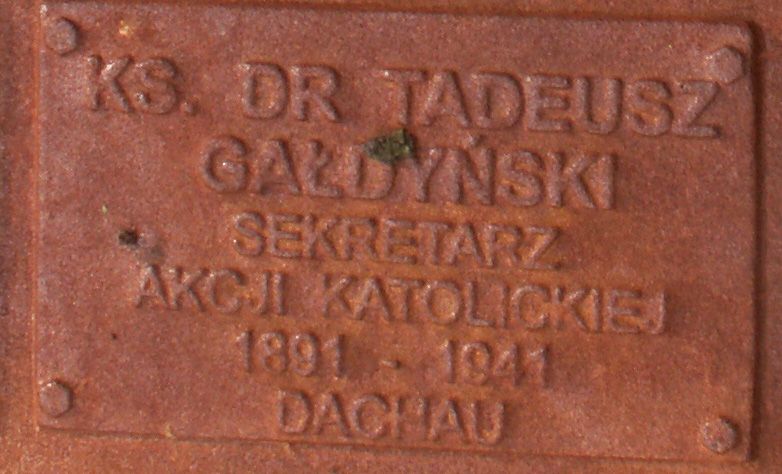 KS. DR TADEUSZ
GAŁDYŃSKI
SEKRETARZ
AKCJI KATOLICKIEJ
1891 - 1941
DACHAU